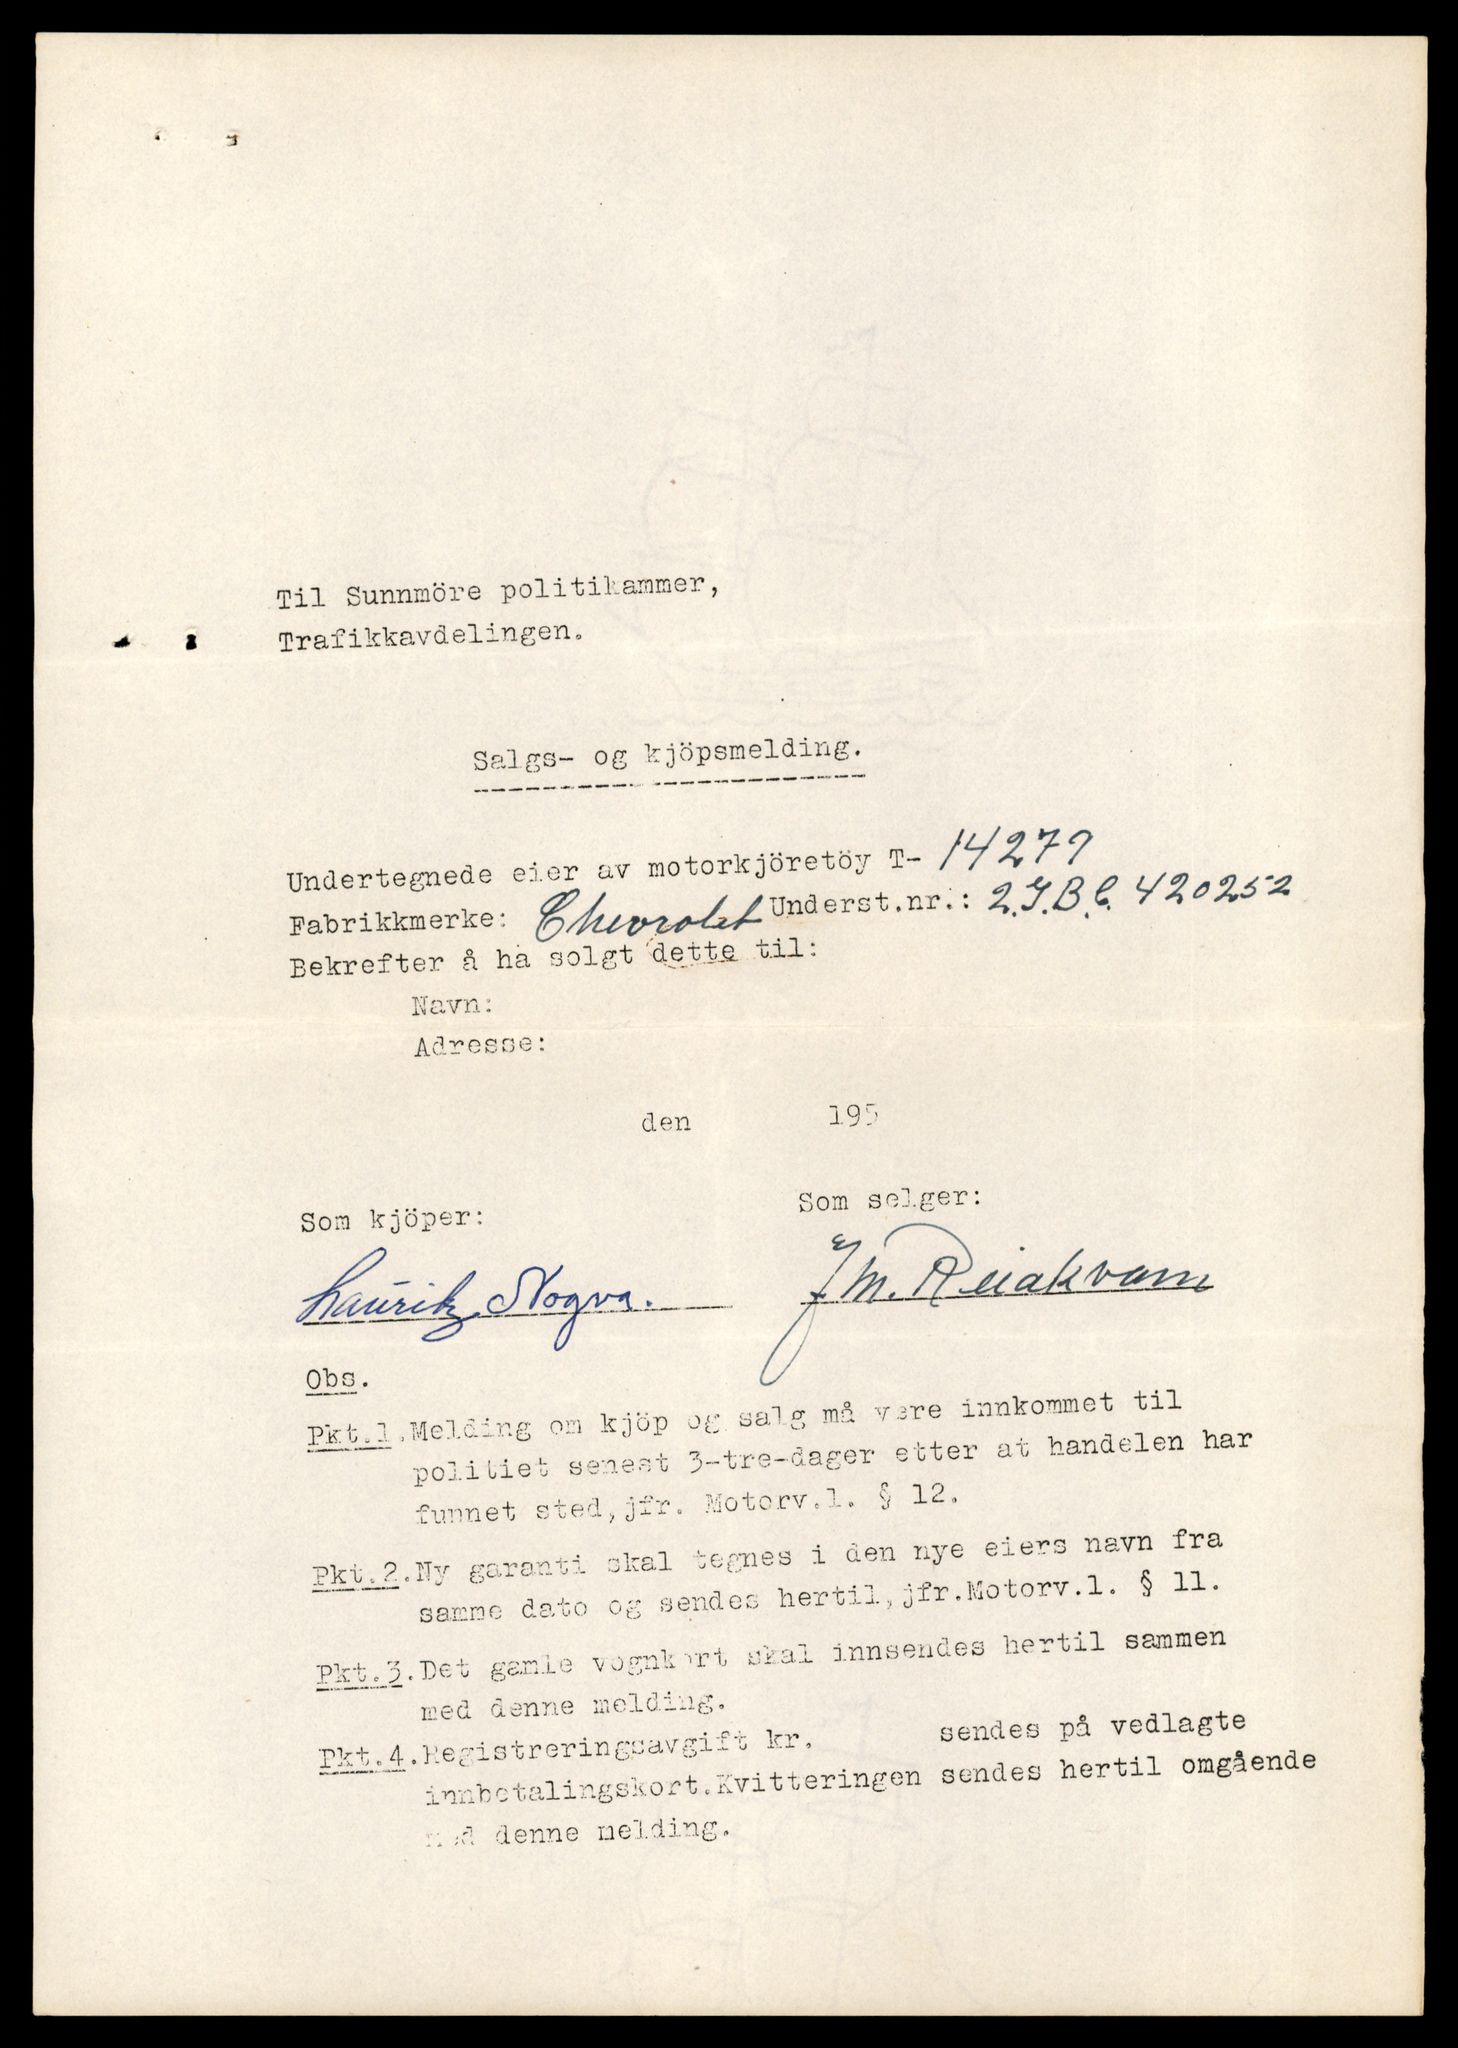 Til Sunnmöre politikammer,
Trafikkavdelingen.
Salgs- og kjöpsmelding.
Undertegnede eier av motorkjöretöy T- 14279
Fabrikkmerke: Chevrolet Underst.nr.: 2.G.B.C. 420252
Bekrefter å ha solgt dette til:
Navn:
Adresse:
den 195
Som kjöper: Som selger:
Lauritz Nogva. M. Reiakvam
Obs.
Pkt.1. Melding om kjöp og salg må være innkommet til
politiet senest 3-tre-dager etter at handelen har
funnet sted, jfr. Motorv.l. § 12.
Pkt.2. Ny garanti skal tegnes i den nye eiers navn fra
samme dato og sendes hertil, jfr.Motorv.l. § 11.
Pkt.3. Det gamle vognkort skal innsendes hertil sammen
med denne melding.
Pkt.4. Registreringsavgift kr. sendes på vedlagte
innbetalingskort.Kvitteringen sendes hertil omgående
med denne melding.